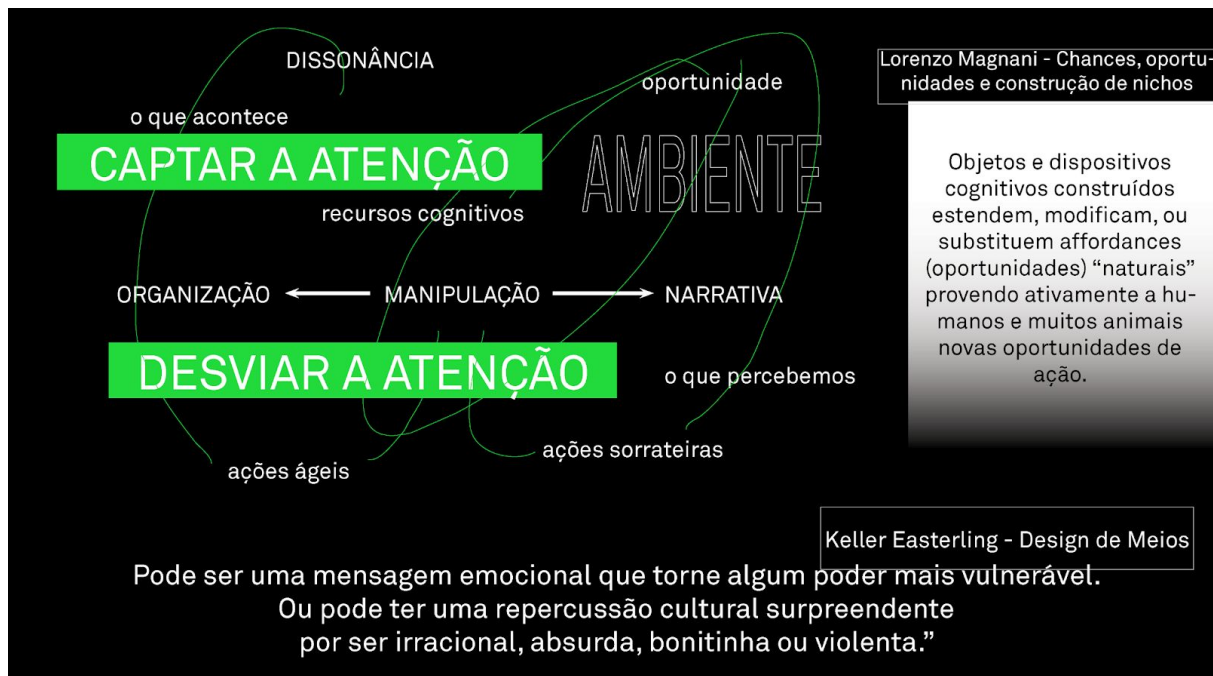 DISSONÂNCIA
o que acontece
CAPTAR A ATENÇÃO
recursos cognitivos
oportunidade
AMBIENTE
ORGANIZAÇÃO
MANIPULAÇÃO
NARRATIVA
DESVIAR A ATENÇÃO
o que percebemos
ações ágeis
ações sorrateiras
Lorenzo Magnani - Chances, oportu-
nidades e construção de nichos
Objetos e dispositivos
cognitivos construídos
estendem, modificam, ou
substituem affordances
(oportunidades) “naturais”
provendo ativamente a hu-
manos e muitos animais
novas oportunidades de
ação.
Keller Easterling - Design de Meios
Pode ser uma mensagem emocional que torne algum poder mais vulnerável.
Ou pode ter uma repercussão cultural surpreendente
por ser irracional, absurda, bonitinha ou violenta.”